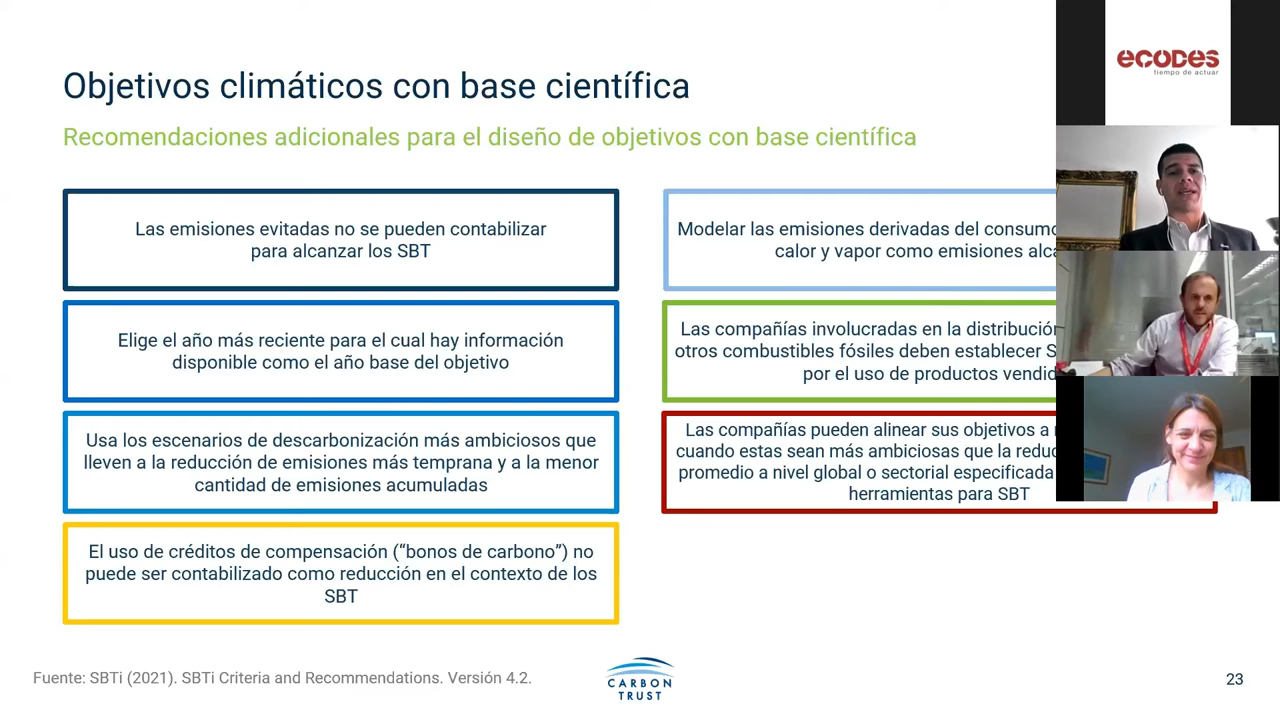 Objetivos climáticos con base científica
Recomendaciones adicionales para el diseño de objetivos con base científica
Las emisiones evitadas no se pueden contabilizar
para alcanzar los SBT
Elige el año más reciente para el cual hay información
disponible como el año base del objetivo
Usa los escenarios de descarbonización más ambiciosos que
lleven a la reducción de emisiones más temprana y a la menor
cantidad de emisiones acumuladas
El uso de créditos de compensación (“bonos de carbono”) no
puede ser contabilizado como reducción en el contexto de los
SBT
Modelar las emisiones derivadas del consumo
calor y vapor como emisiones
Las compañías involucradas en la distribución
otros combustibles fósiles deben establecer
por el uso de productos
Las compañías pueden alinear sus objetivos a
cuando estas sean más ambiciosas que la
promedio a nivel global o sectorial especificada
herramientas para SBT
ecodes
tiempo de actuar
Fuente: SBTi (2021). SBTi Criteria and Recommendations. Versión 4.2.
CARBON
TRUST
23